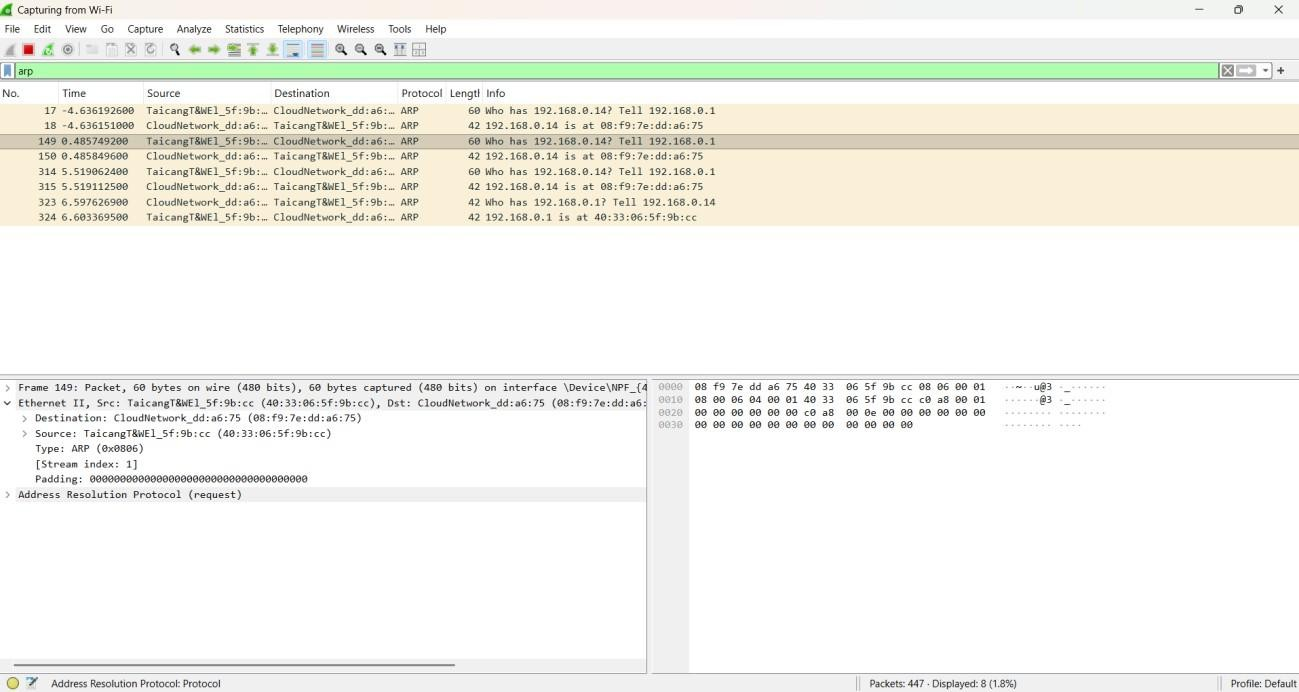 Capturing from Wi-Fi
File Edit View Go Capture Analyze Statistics Telephony Wireless Tools Help
arp
No. Time Source Destination Protocol Length Info
17 -4.636192600 TaicangT&WEl_5f:9b:… CloudNetwork_dd:a6:… ARP 60 Who has 192.168.0.14? Tell 192.168.0.1
18 -4.636151000 CloudNetwork_dd:a6:… TaicangT&WEl_5f:9b:… ARP 42 192.168.0.14 is at 08:f9:7e:dd:a6:75
149 0.485749200 TaicangT&WEl_5f:9b:… CloudNetwork_dd:a6:… ARP 60 Who has 192.168.0.14? Tell 192.168.0.1
150 0.485849600 CloudNetwork_dd:a6:… TaicangT&WEl_5f:9b:… ARP 42 192.168.0.14 is at 08:f9:7e:dd:a6:75
314 5.519062400 TaicangT&WEl_5f:9b:… CloudNetwork_dd:a6:… ARP 60 Who has 192.168.0.14? Tell 192.168.0.1
315 5.519112500 CloudNetwork_dd:a6:… TaicangT&WEl_5f:9b:… ARP 42 192.168.0.14 is at 08:f9:7e:dd:a6:75
323 6.597626900 CloudNetwork_dd:a6:… TaicangT&WEl_5f:9b:… ARP 42 Who has 192.168.0.1? Tell 192.168.0.14
324 6.603369500 TaicangT&WEl_5f:9b:… CloudNetwork_dd:a6:… ARP 42 192.168.0.1 is at 40:33:06:5f:9b:cc
Frame 149: Packet, 60 bytes on wire (480 bits), 60 bytes captured (480 bits) on interface \Device\NPF_{4
Ethernet II, Src: TaicangT&WEl_5f:9b:cc (40:33:06:5f:9b:cc), Dst: CloudNetwork_dd:a6:75 (08:f9:7e:dd:a6:
Destination: CloudNetwork_dd:a6:75 (08:f9:7e:dd:a6:75)
Source: TaicangT&WEl_5f:9b:cc (40:33:06:5f:9b:cc)
Type: ARP (0x0806)
[Stream index: 1]
Padding: 000000000000000000000000000000000000
Address Resolution Protocol (request)
0000 08 f9 7e dd a6 75 40 33 06 5f 9b cc 08 06 00 01 ··~··u@3 ·_······
0010 08 00 06 04 00 01 40 33 06 5f 9b cc c0 a8 00 01 ······@3 ·_······
0020 00 00 00 00 00 00 c0 a8 00 0e 00 00 00 00 00 00 ········ ········
0030 00 00 00 00 00 00 00 00 00 00 00 00 ········ ····
Address Resolution Protocol: Protocol
Packets: 447 · Displayed: 8 (1.8%)
Profile: Default